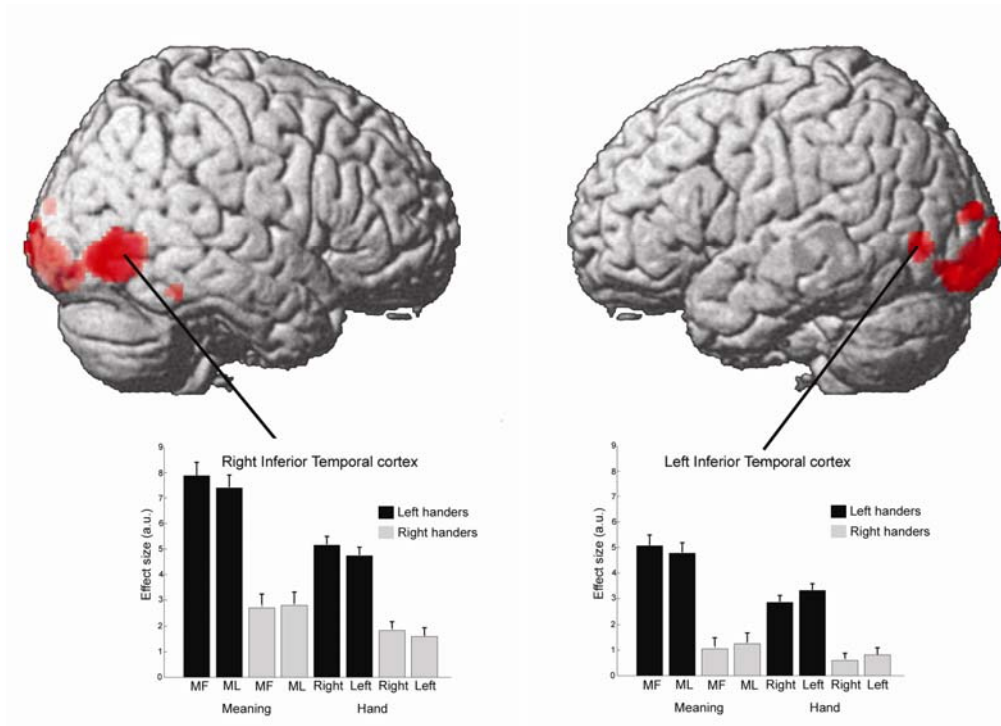 Right Inferior Temporal cortex
Effect size (a.u.)
9
8
7
6
5
4
3
2
1
0
Left handers
Right handers
MF ML MF ML Right Left Right Left
Meaning Hand
Left Inferior Temporal cortex
Effect size (a.u.)
9
8
7
6
5
4
3
2
1
0
Left handers
Right handers
MF ML MF ML Right Left Right Left
Meaning Hand